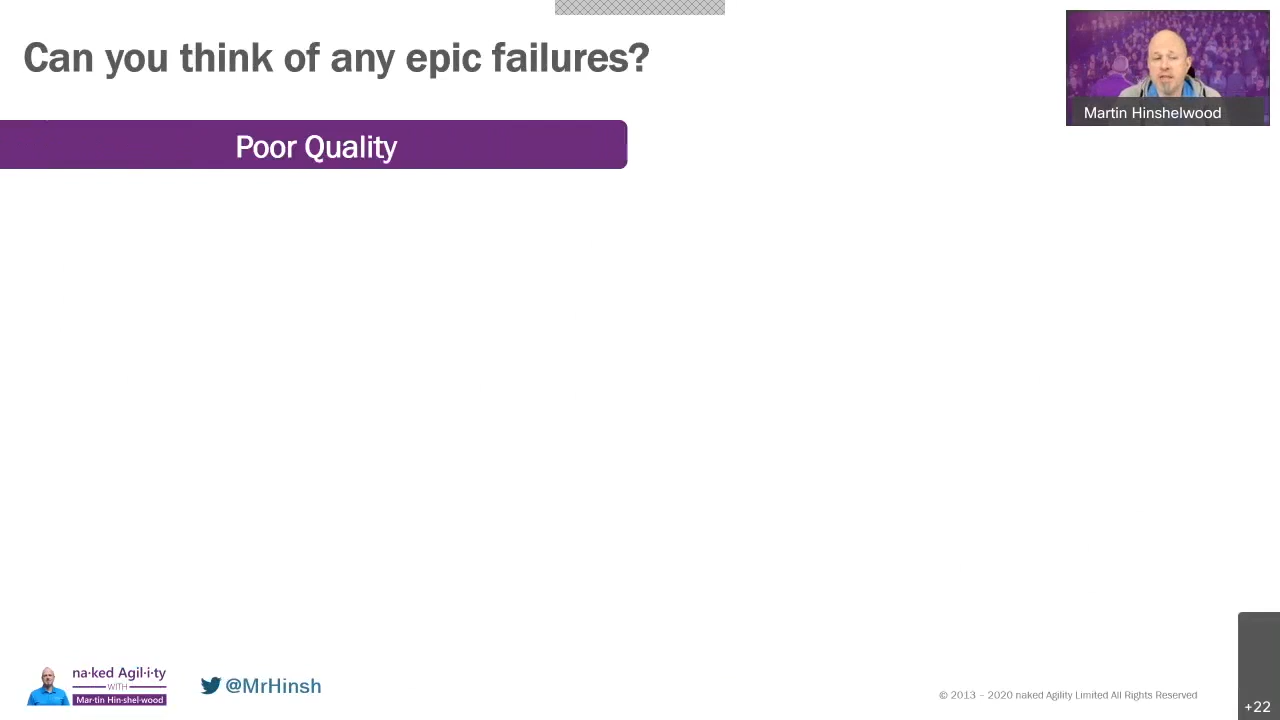 Can you think of any epic failures?
Martin Hinshelwood
Poor Quality
na·ked Agil·i·ty
WITH
Mar·tin Hin·shel·wood
@MrHinsh
© 2013 – 2020 naked Agility Limited All Rights Reserved
+22